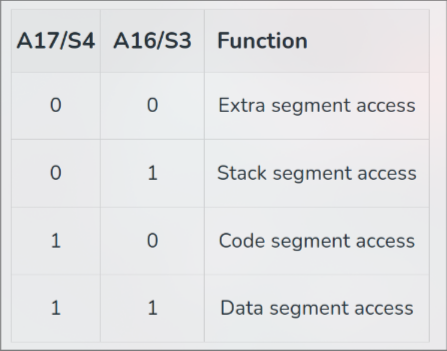 A17/S4 A16/S3 Function
0 0 Extra segment access
0 1 Stack segment access
1 0 Code segment access
1 1 Data segment access